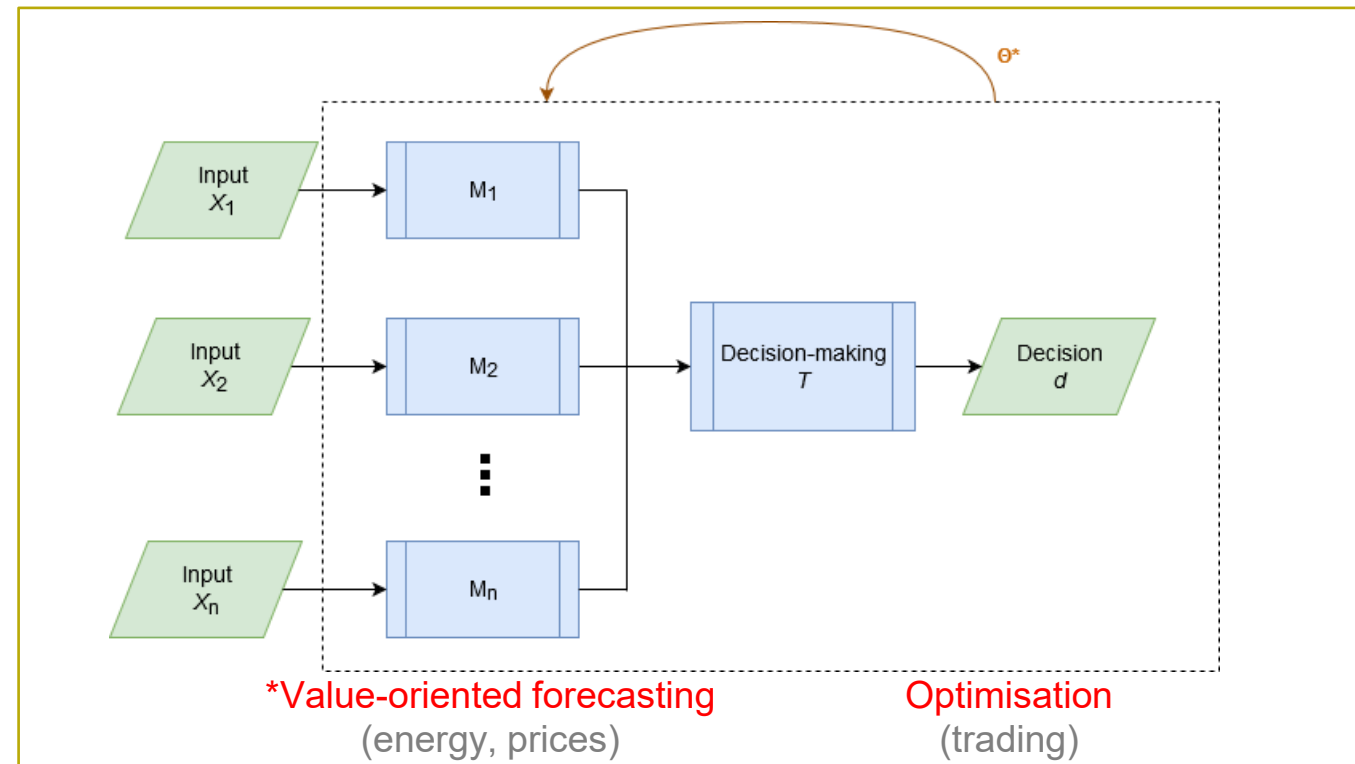 Θ*
Input
X1
M1
Input
X2
M2
Decision-making
T
Decision
d
Input
Xn
Mn
*Value-oriented forecasting
(energy, prices)
Optimisation
(trading)